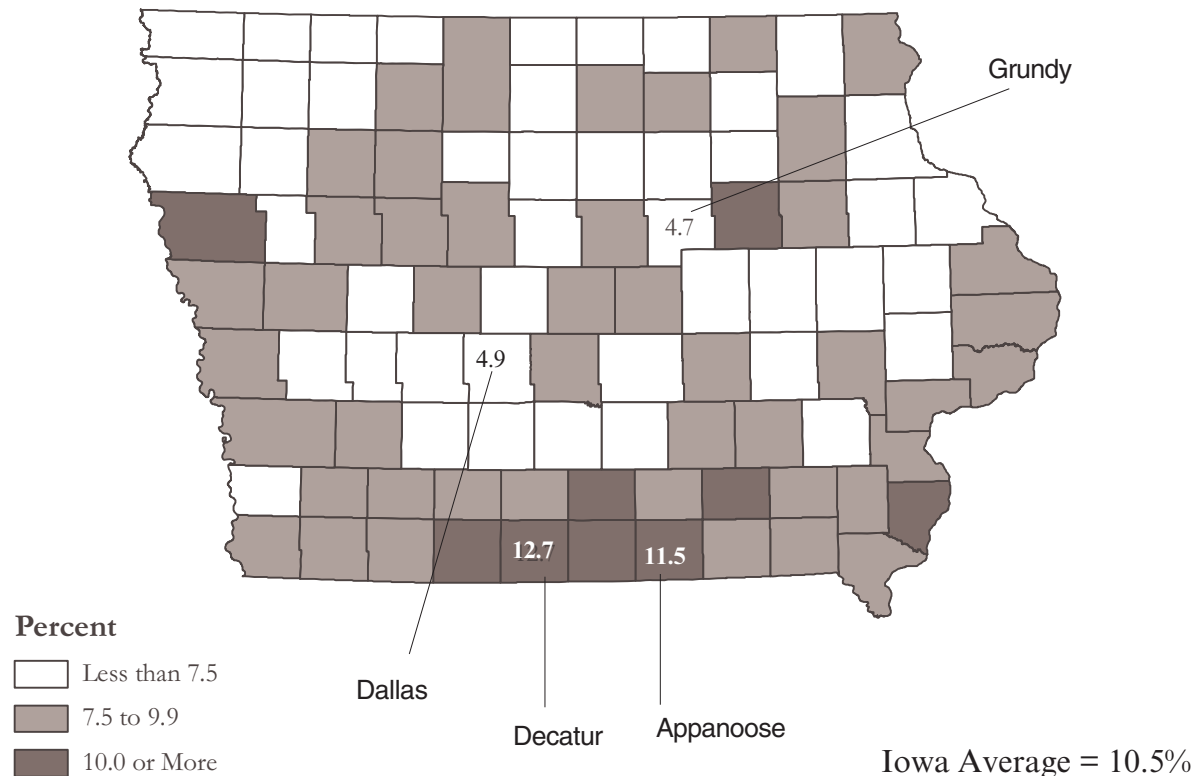 Grundy
4.7
4.9
12.7
11.5
Percent
Less than 7.5
7.5 to 9.9
10.0 or More
Dallas
Decatur
Appanoose
Iowa Average = 10.5%